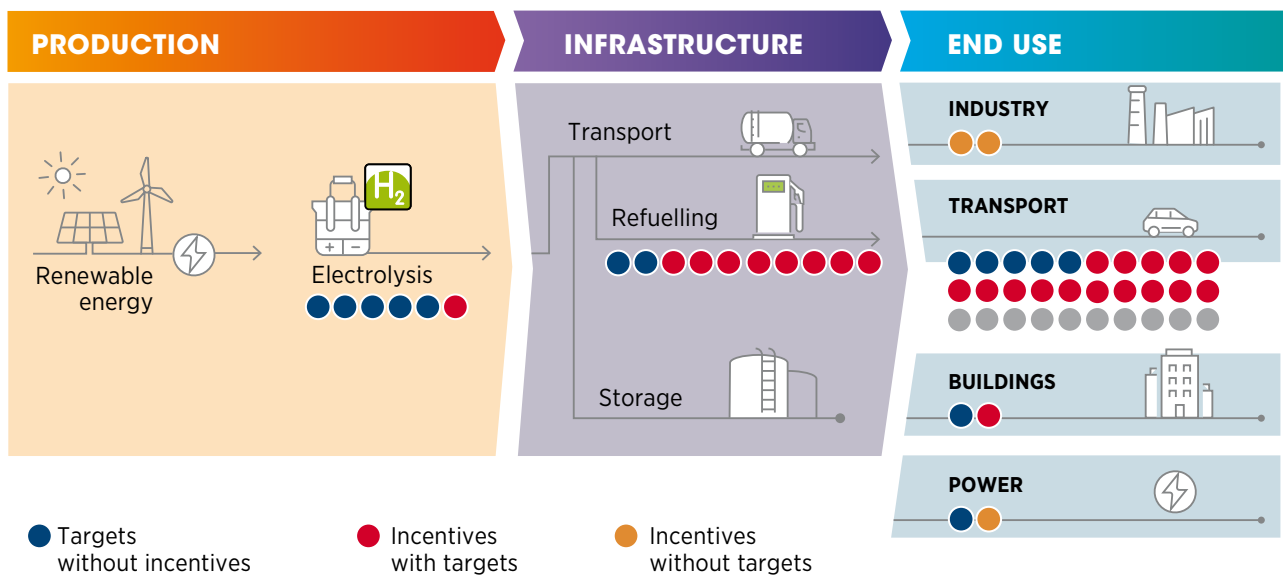 PRODUCTION
INFRASTRUCTURE
END USE
Renewable
energy
H2
+ −
Electrolysis
Transport
Refuelling
Storage
INDUSTRY
TRANSPORT
BUILDINGS
POWER
Targets
without incentives
Incentives
with targets
Incentives
without targets